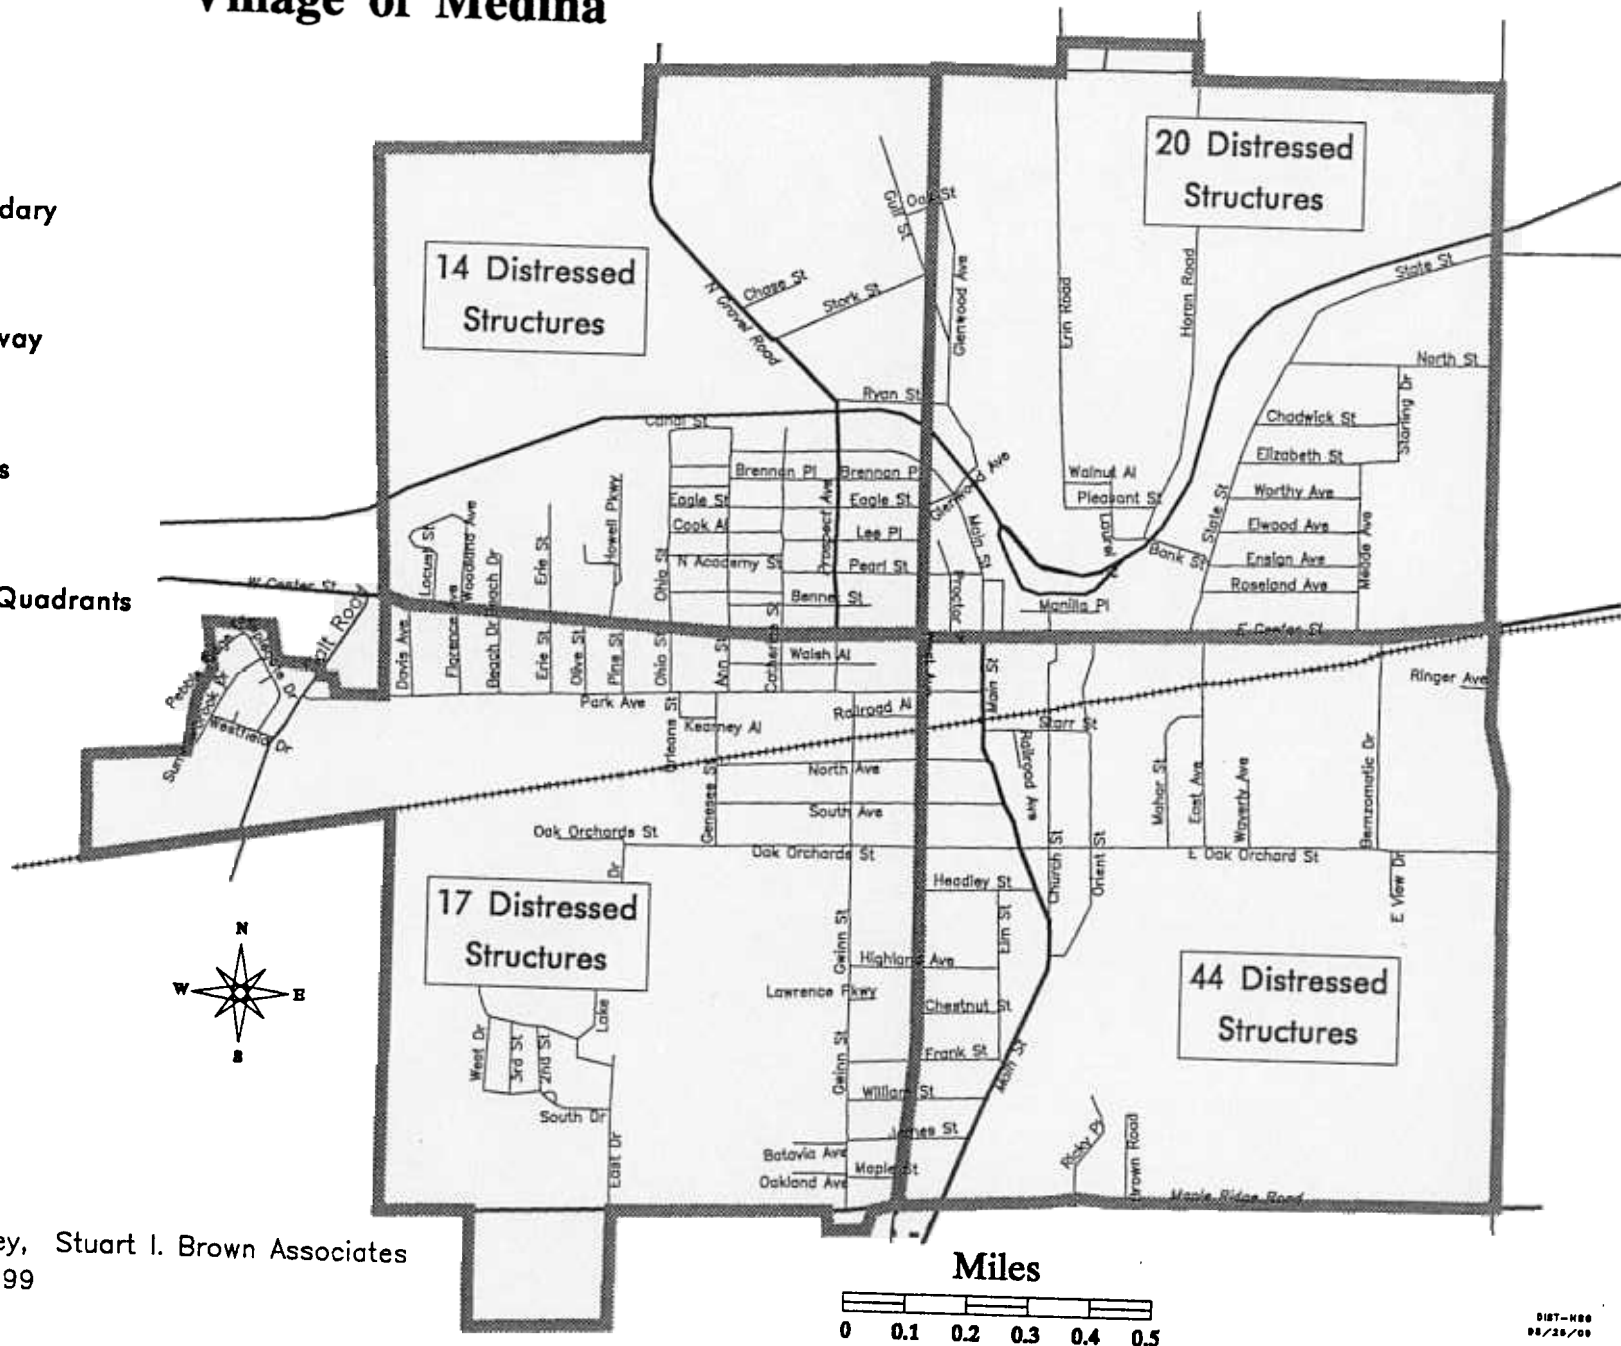 Village of Medina
dary
way
s
Quadrants
20 Distressed
Structures
14 Distressed
Structures
Gulf St
Oak St
Chase St
Stork St
N Gravel Road
Glenwood Ave
Erin Road
Horan Road
State St
North St
Ryan St
Canal St
Chadwick St
Starling Dr
Elizabeth St
Brennan Pl
Brennan P
Glenwood Ave
Walnut Al
Pleasant St
Worthy Ave
Eagle St
Eagle St
Prospect Ave
Howell Pkwy
Woodland Ave
Locust St
Cook Al
Lee Pl
Main St
Laurel
State St
Elwood Ave
Meade Ave
Bank St
Ensign Ave
Erie St
Beach Dr
Ohio St
N Academy St
Pearl St
Proctor
Roseland Ave
W Center St
Salt Road
Bennet St
Manilla Pl
E Center St
Davis Ave
Florence Ave
Beach Dr
Erie St
Olive St
Pine St
Ohio St
Ann St
Catherine St
Walsh Al
Main St
Ringer Ave
Westfield Dr
Park Ave
Orleans St
Kearney Al
Railroad Al
Starr St
Railroad Ave
North Ave
South Ave
Genesee St
Mahar St
East Ave
Waverly Ave
Bernzomatic Dr
Oak Orchards St
Oak Orchards St
E Oak Orchard St
Dr
Headley St
Church St
Orient St
E View Dr
17 Distressed
Structures
N
W
E
S
Gwinn St
Elm St
Highland Ave
Lawrence Pkwy
Chestnut St
44 Distressed
Structures
Lake
West Dr
3rd St
2nd St
Gwinn St
Frank St
Main St
William St
South Dr
James St
East Dr
Batavia Ave
Maple St
Oakland Ave
Ricky Pl
Brown Road
Maple Ridge Road
ey, Stuart I. Brown Associates
99
Miles
0 0.1 0.2 0.3 0.4 0.5